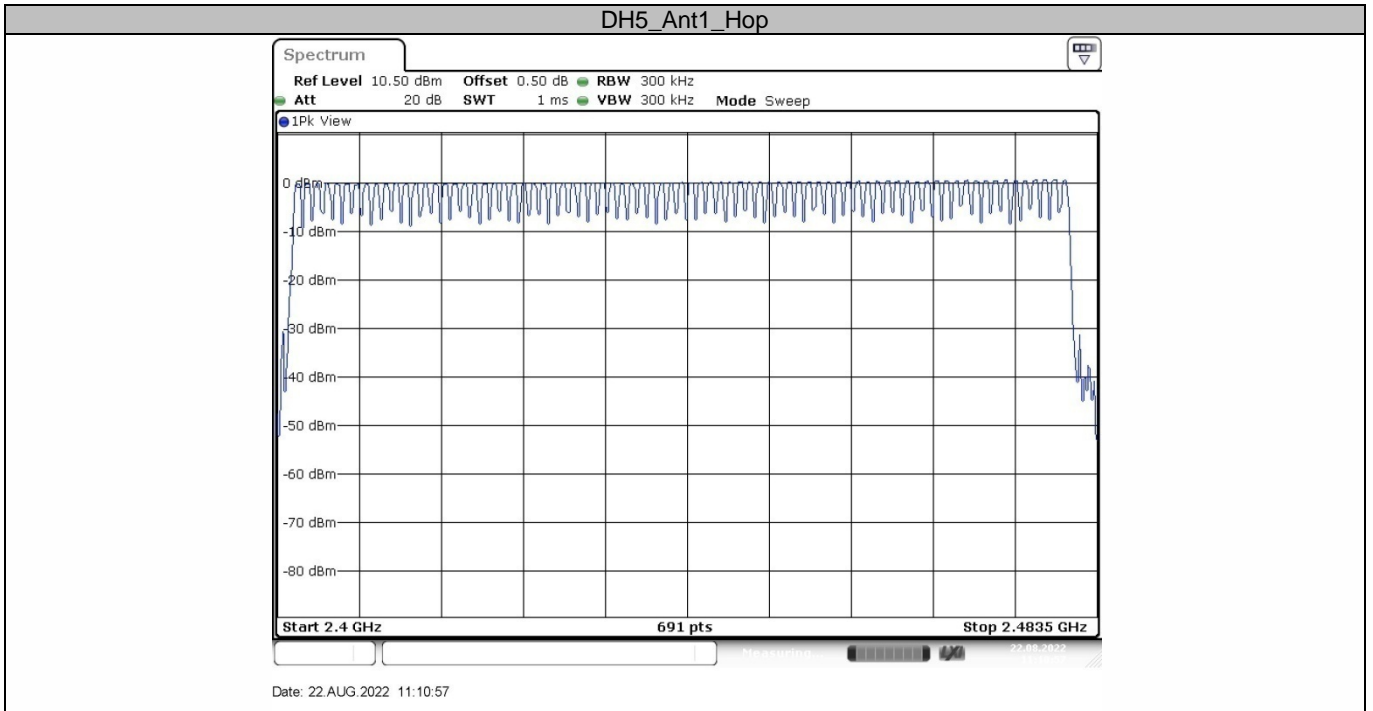 DH5_Ant1_Hop
Spectrum
Ref Level 10.50 dBm Offset 0.50 dB RBW 300 kHz
Att 20 dB SWT 1 ms VBW 300 kHz Mode Sweep
1Pk View
0 dBm
-10 dBm
-20 dBm
-30 dBm
-40 dBm
-50 dBm
-60 dBm
-70 dBm
-80 dBm
Start 2.4 GHz 691 pts Stop 2.4835 GHz
Measuring... 22.08.2022
Date: 22.AUG.2022 11:10:57